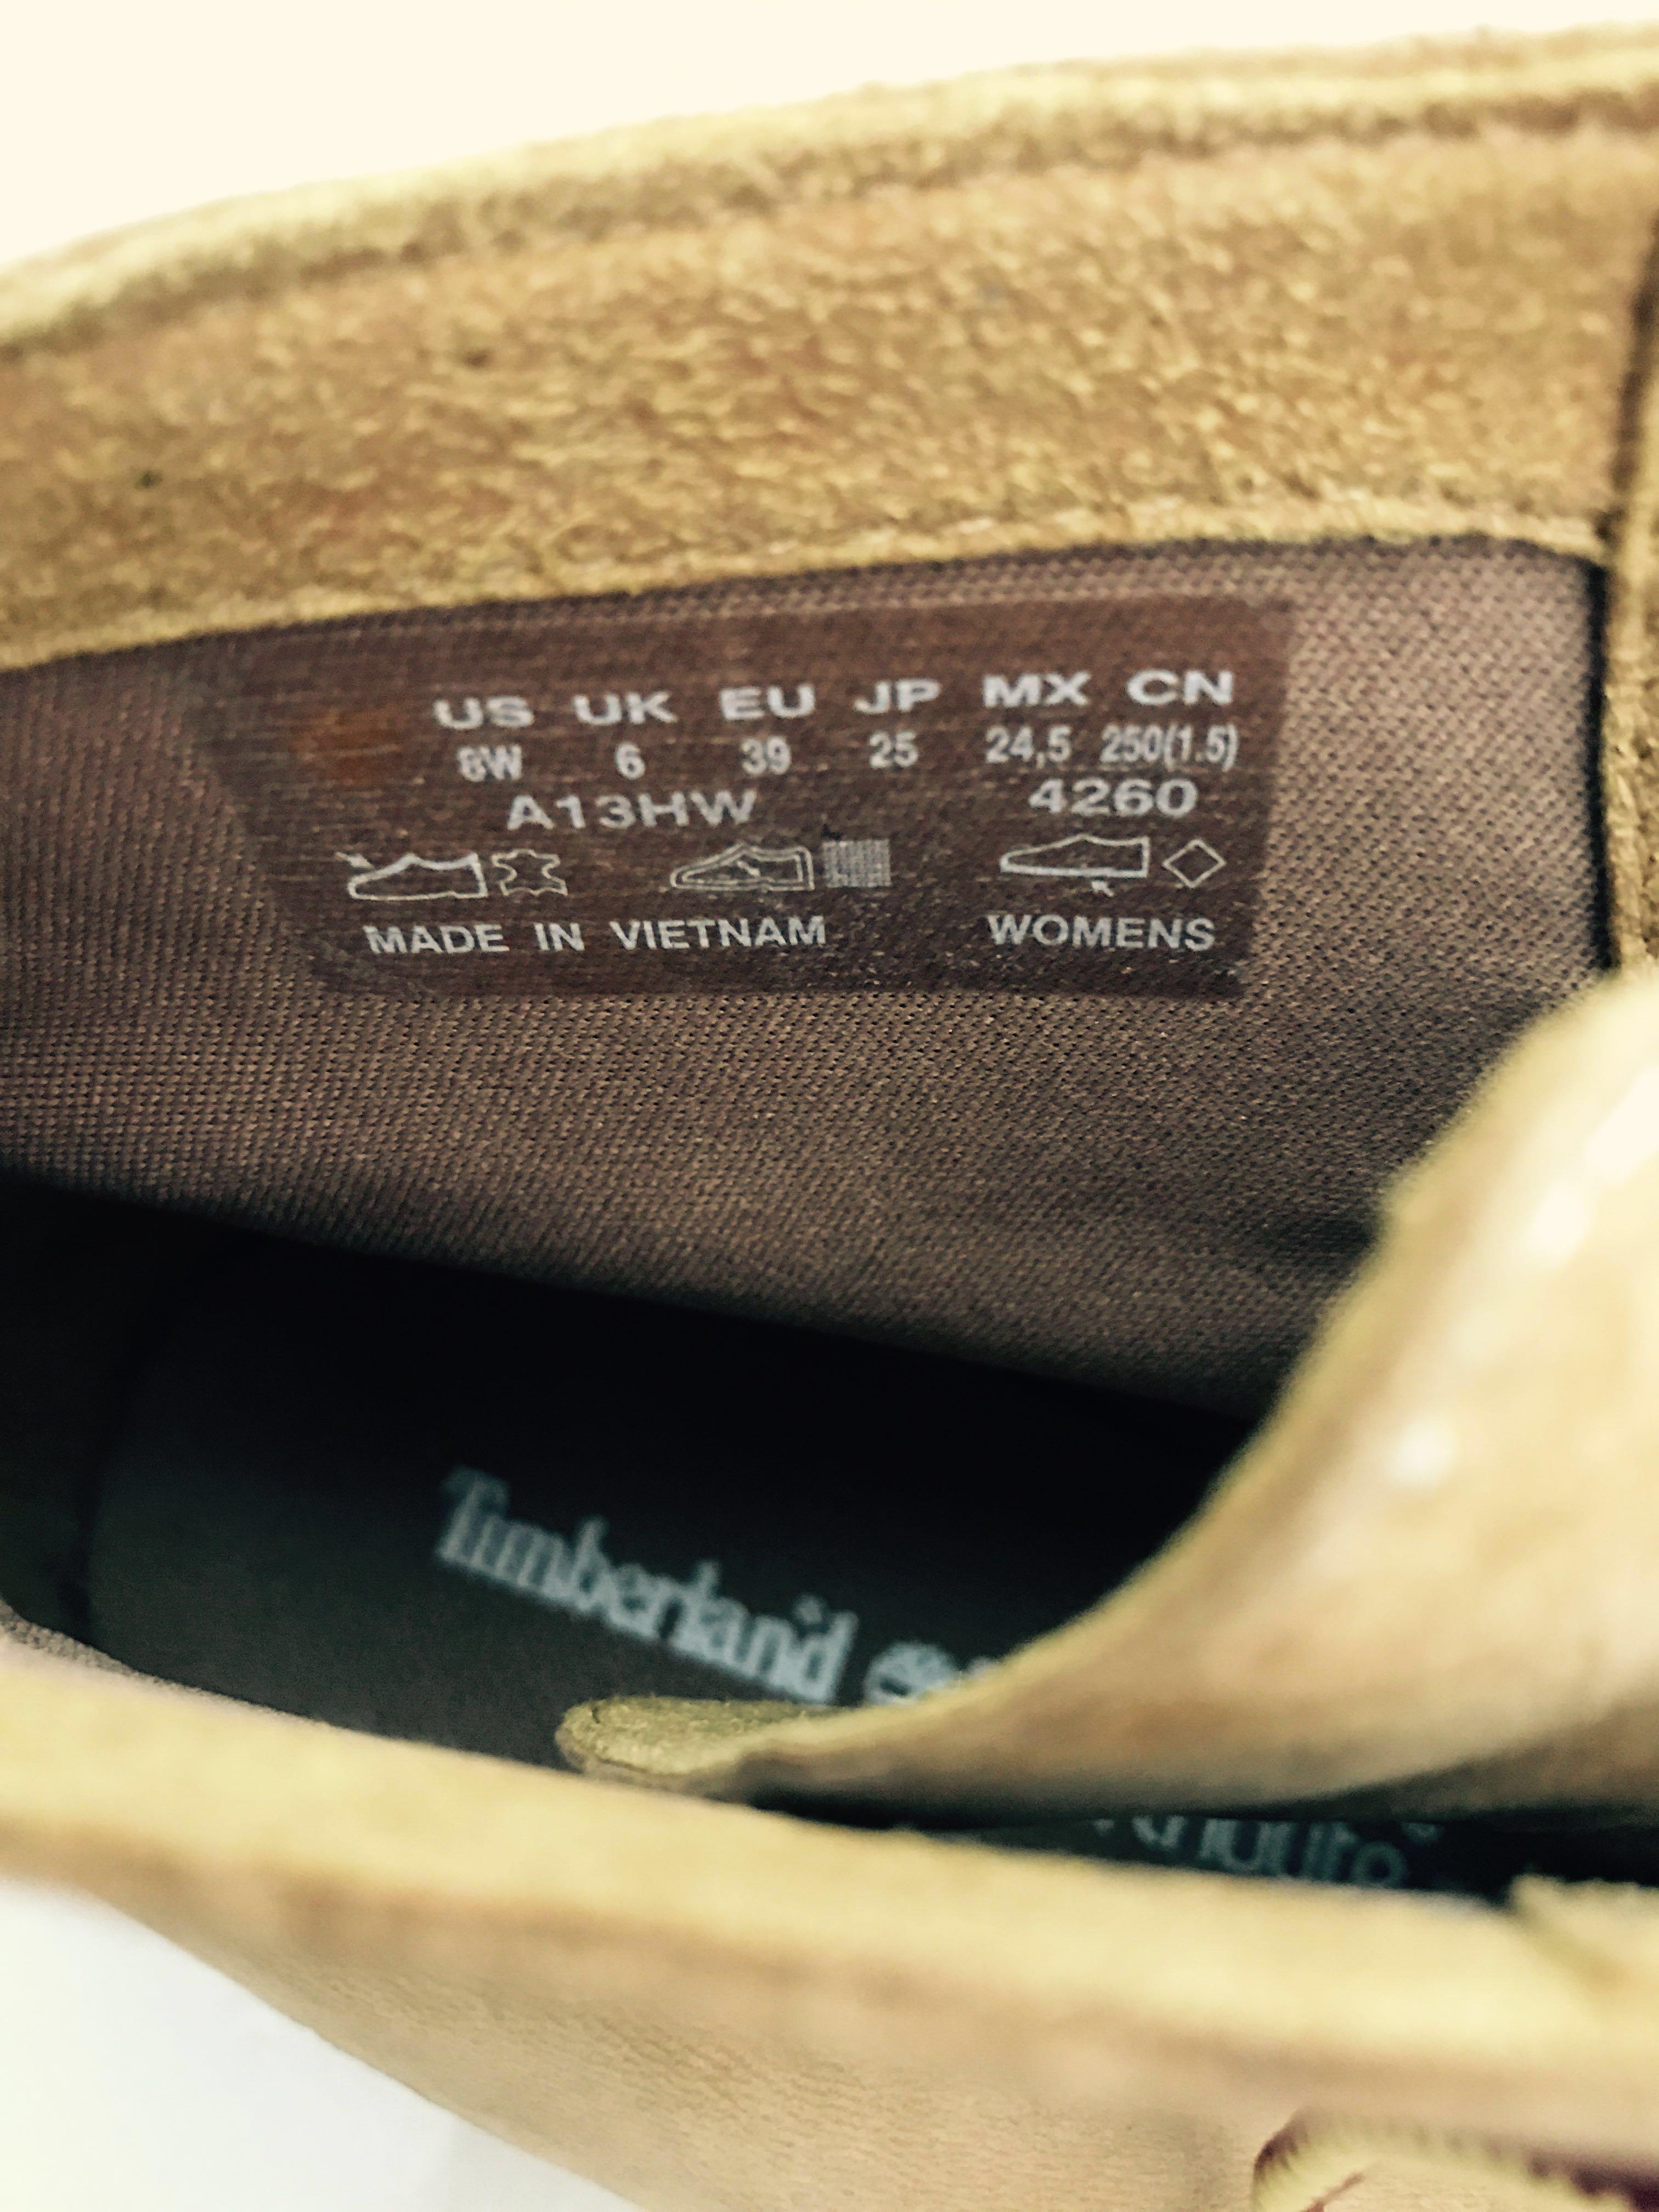 US UK EU JP MX CN
8W 6 39 25 24,5 250(1.5)
A13HW 4260
MADE IN VIETNAM WOMENS
Timberland